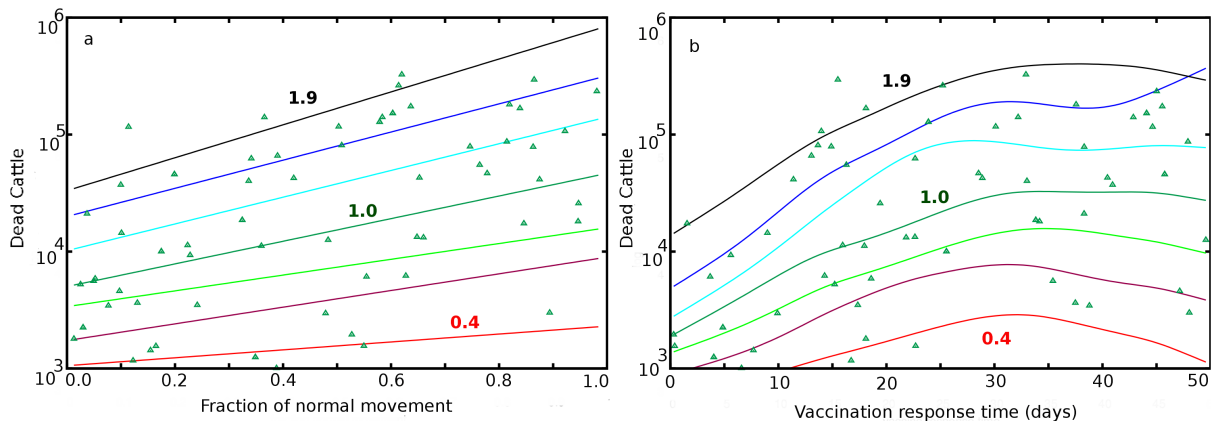 a
10^6
10^5
10^4
10^3
Dead Cattle
1.9
1.0
0.4
0.0 0.2 0.4 0.6 0.8 1.0
Fraction of normal movement
b
10^6
10^5
10^4
10^3
Dead Cattle
1.9
1.0
0.4
0 10 20 30 40 50
Vaccination response time (days)